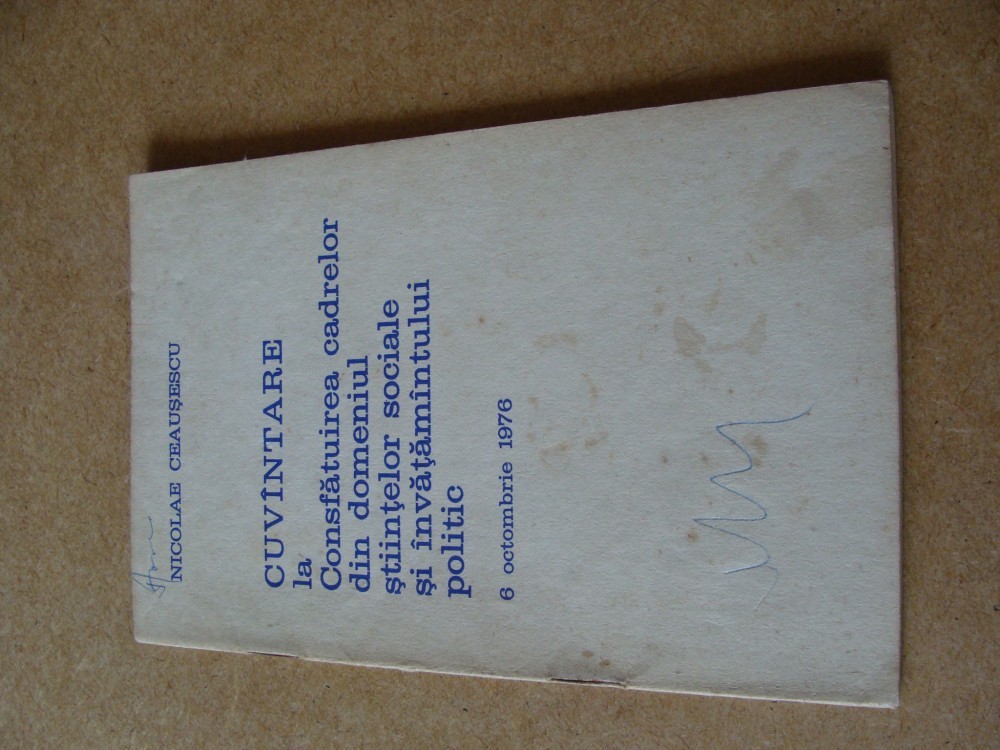 NICOLAE CEAUȘESCU
CUVÎNTARE
la
Consfătuirea cadrelor
din domeniul
științelor sociale
și învățămîntului
politic
6 octombrie 1976